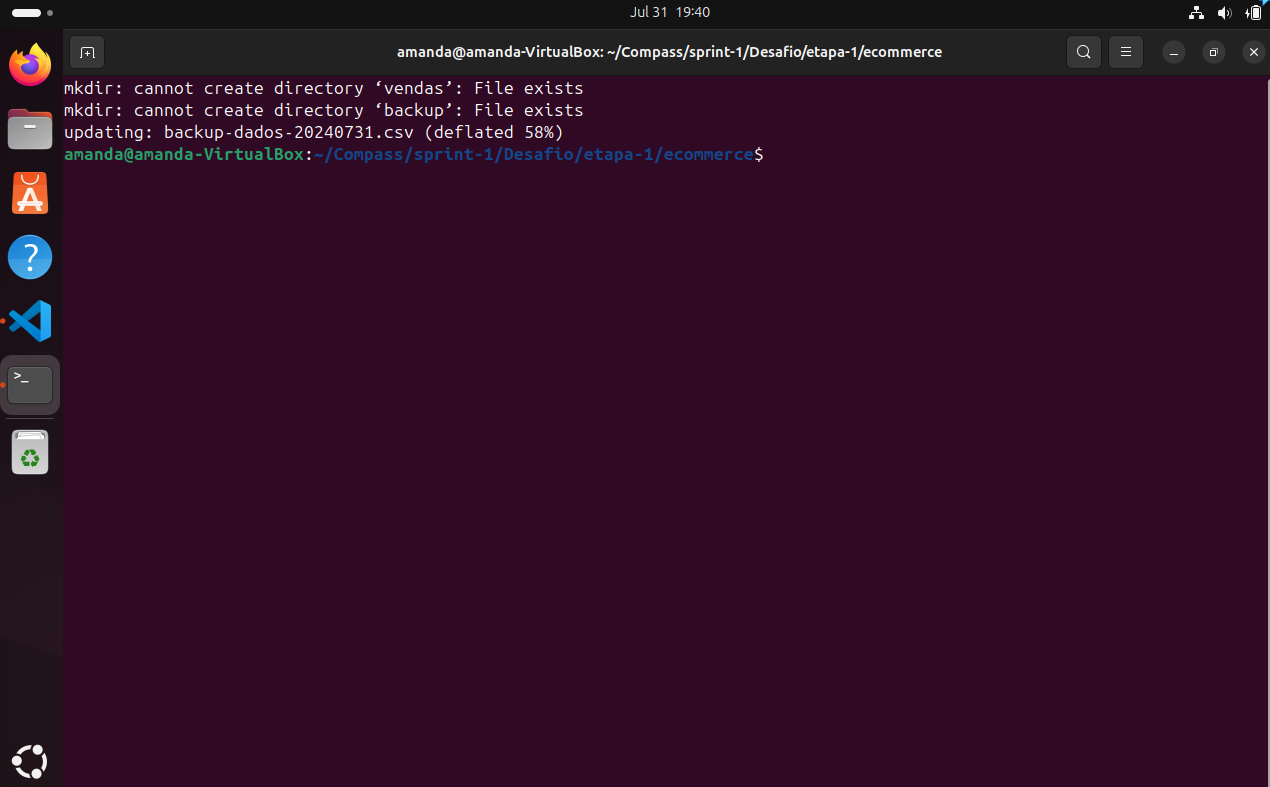 Jul 31 19:40
amanda@amanda-VirtualBox: ~/Compass/sprint-1/Desafio/etapa-1/ecommerce
mkdir: cannot create directory ‘vendas’: File exists
mkdir: cannot create directory ‘backup’: File exists
updating: backup-dados-20240731.csv (deflated 58%)
amanda@amanda-VirtualBox:~/Compass/sprint-1/Desafio/etapa-1/ecommerce$